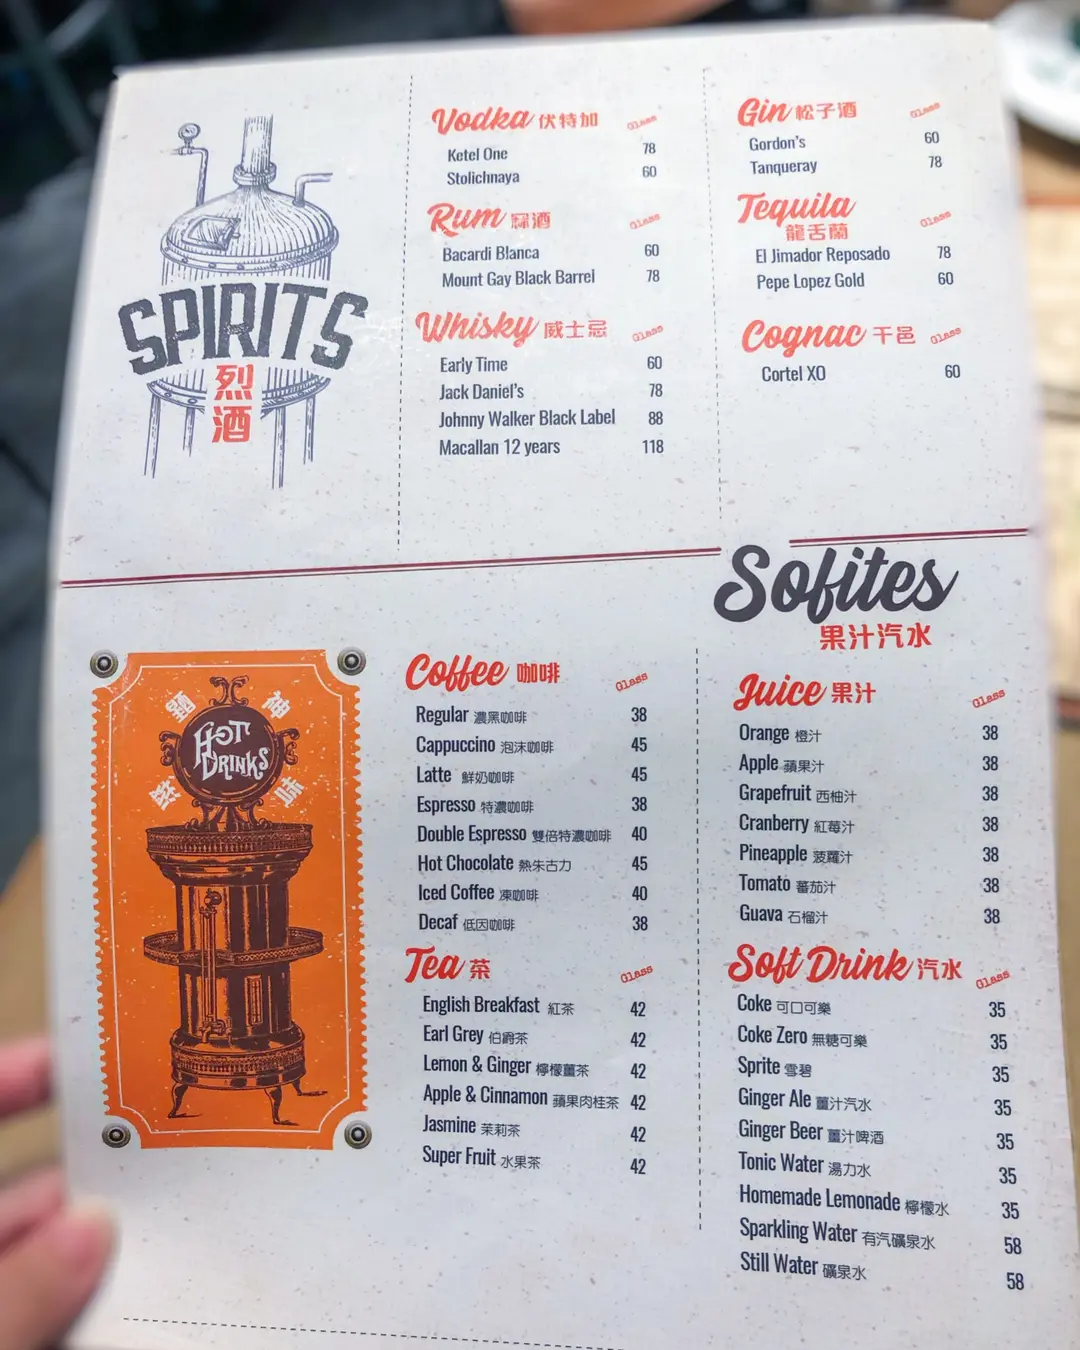 SPIRITS
烈
酒
Vodka 伏特加 Glass
Ketel One 78
Stolichnaya 60
Rum 冧酒 Glass
Bacardi Blanca 60
Mount Gay Black Barrel 78
Whisky 威士忌 Glass
Early Time 60
Jack Daniel's 78
Johnny Walker Black Label 88
Macallan 12 years 118
Gin 松子酒 Glass
Gordon's 60
Tanqueray 78
Tequila
龍舌蘭 Glass
El Jimador Reposado 78
Pepe Lopez Gold 60
Cognac 干邑 Glass
Cortel XO 60
Sofites
果汁汽水
HOT
DRINKS
Coffee 咖啡 Glass
Regular 濃黑咖啡 38
Cappuccino 泡沫咖啡 45
Latte 鮮奶咖啡 45
Espresso 特濃咖啡 38
Double Espresso 雙倍特濃咖啡 40
Hot Chocolate 熱朱古力 45
Iced Coffee 凍咖啡 40
Decaf 低因咖啡 38
Tea 茶 Glass
English Breakfast 紅茶 42
Earl Grey 伯爵茶 42
Lemon & Ginger 檸檬薑茶 42
Apple & Cinnamon 蘋果肉桂茶 42
Jasmine 茉莉茶 42
Super Fruit 水果茶 42
Juice 果汁 Glass
Orange 橙汁 38
Apple 蘋果汁 38
Grapefruit 西柚汁 38
Cranberry 紅莓汁 38
Pineapple 菠蘿汁 38
Tomato 蕃茄汁 38
Guava 石榴汁 38
Soft Drink 汽水 Glass
Coke 可口可樂 35
Coke Zero 無糖可樂 35
Sprite 雪碧 35
Ginger Ale 薑汁汽水 35
Ginger Beer 薑汁啤酒 35
Tonic Water 湯力水 35
Homemade Lemonade 檸檬水 35
Sparkling Water 有汽礦泉水 58
Still Water 礦泉水 58